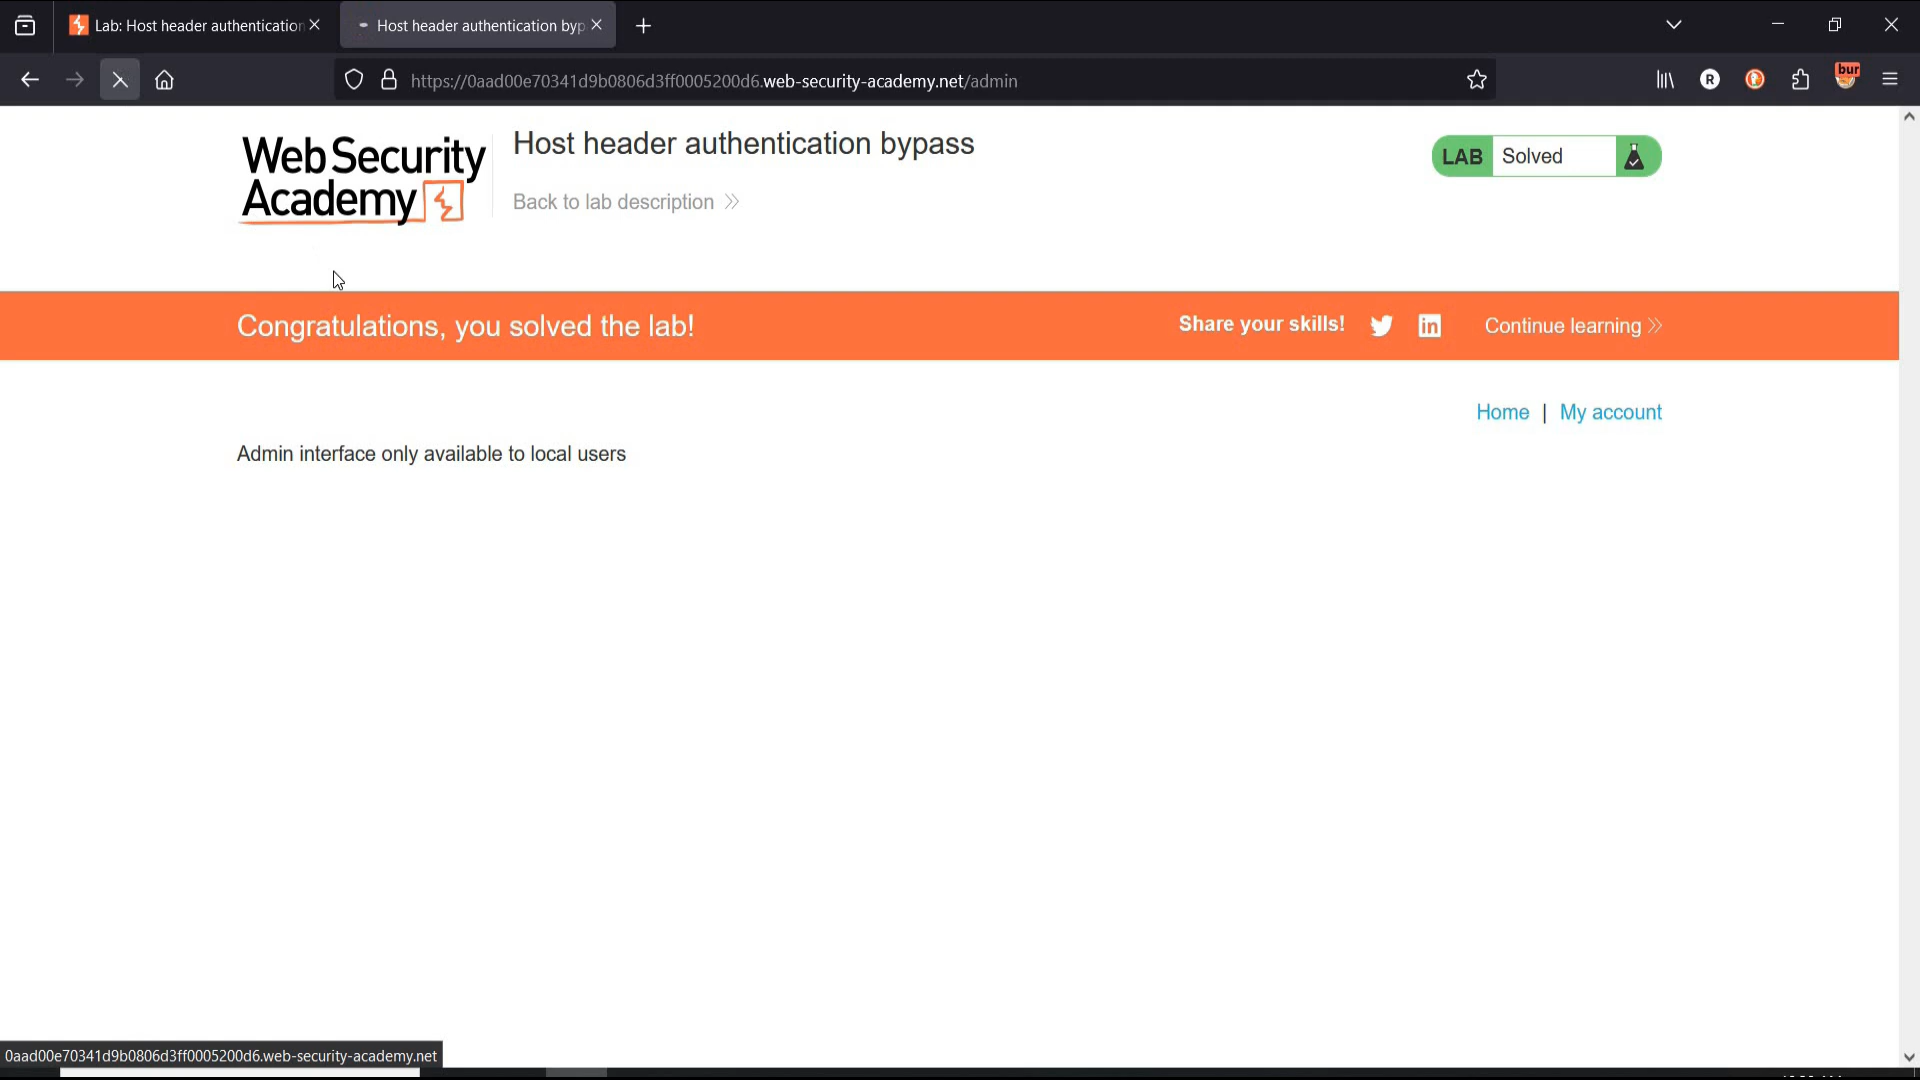 Lab: Host header authentication
Host header authentication byp
https://0aad00e70341d9b0806d3ff0005200d6.web-security-academy.net/admin
R
bur
Web Security
Academy
Host header authentication bypass
Back to lab description
LAB Solved
Congratulations, you solved the lab!
Share your skills!
in
Continue learning
Home | My account
Admin interface only available to local users
0aad00e70341d9b0806d3ff0005200d6.web-security-academy.net